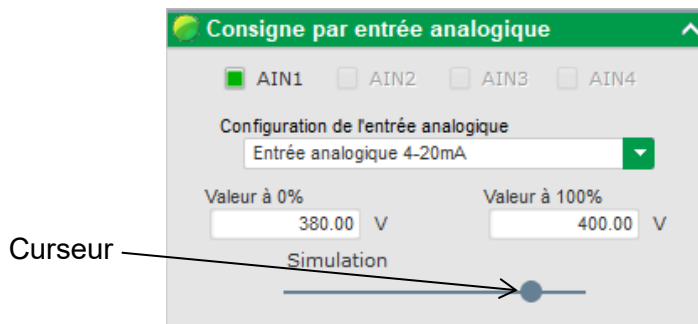 Consigne par entrée analogique
AIN1 AIN2 AIN3 AIN4
Configuration de l'entrée analogique
Entrée analogique 4-20mA
Valeur à 0% Valeur à 100%
380.00 V 400.00 V
Curseur
Simulation